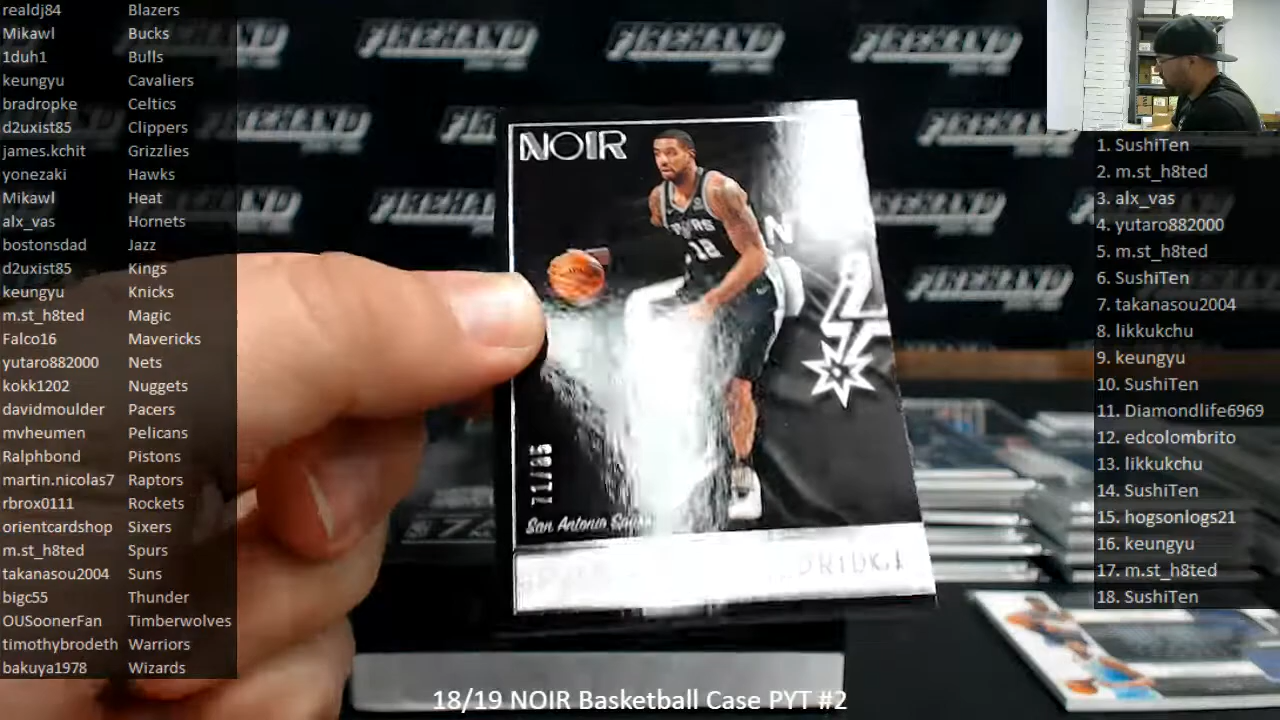 realdj84 Blazers
Mikawl Bucks
1duh1 Bulls
keungyu Cavaliers
bradropke Celtics
d2uxist85 Clippers
james.kchit Grizzlies
yonezaki Hawks
Mikawl Heat
alx_vas Hornets
bostonsdad Jazz
d2uxist85 Kings
keungyu Knicks
m.st_h8ted Magic
Falco16 Mavericks
yutaro882000 Nets
kokk1202 Nuggets
davidmoulder Pacers
mvheumen Pelicans
Ralphbond Pistons
martin.nicolas7 Raptors
rbrox0111 Rockets
orientcardshop Sixers
m.st_h8ted Spurs
takanasou2004 Suns
bigc55 Thunder
OUSoonerFan Timberwolves
timothybrodeth Warriors
bakuya1978 Wizards
FIREHAND FIREHAND FIREHAND
NOIR
SPURS
12
71/85
San Antonio Spurs
1. SushiTen
2. m.st_h8ted
3. alx_vas
4. yutaro882000
5. m.st_h8ted
6. SushiTen
7. takanasou2004
8. likkukchu
9. keungyu
10. SushiTen
11. Diamondlife6969
12. edcolombrito
13. likkukchu
14. SushiTen
15. hogsonlogs21
16. keungyu
17. m.st_h8ted
18. SushiTen
18/19 NOIR Basketball Case PYT #2